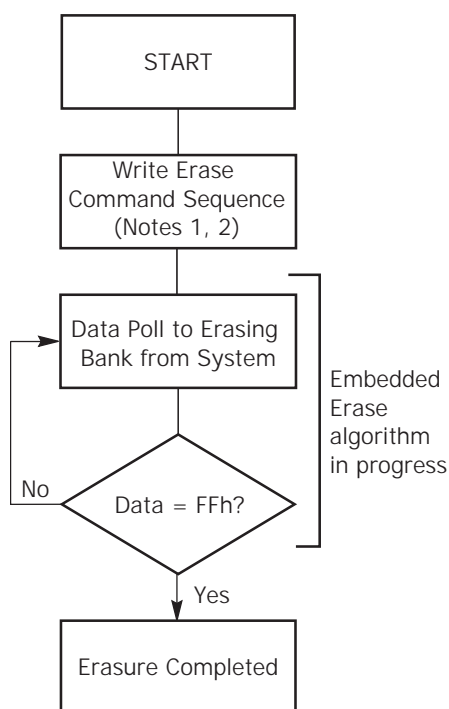 START
Write Erase
Command Sequence
(Notes 1, 2)
Data Poll to Erasing
Bank from System
Embedded
Erase
algorithm
in progress
No
Data = FFh?
Yes
Erasure Completed